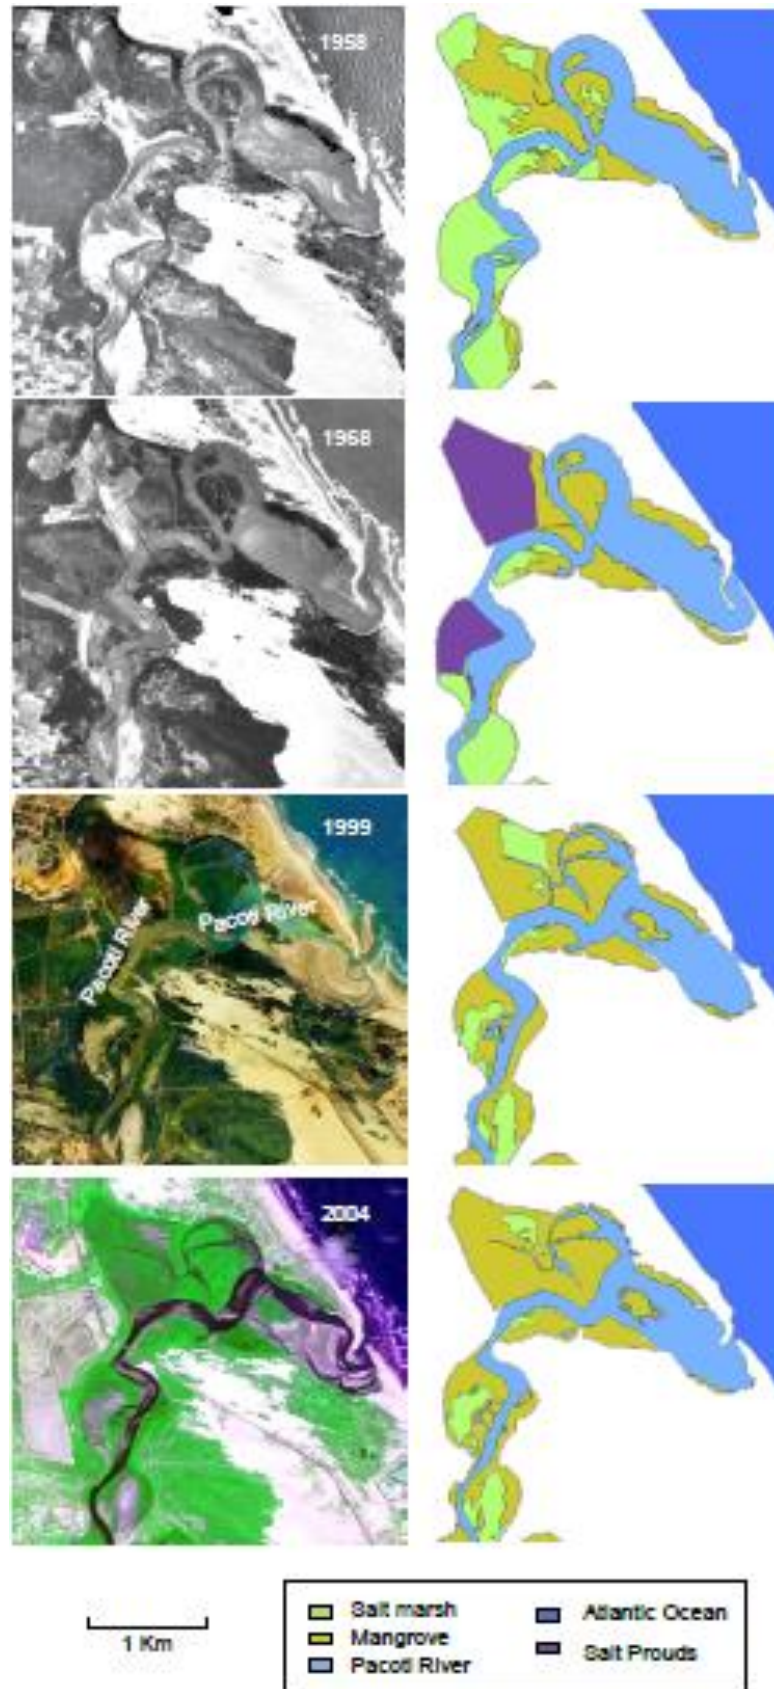 1958
1968
1999
Pacoti River
Pacoti River
2004
1 Km
Salt marsh
Mangrove
Pacoti River
Atlantic Ocean
Salt Prouds